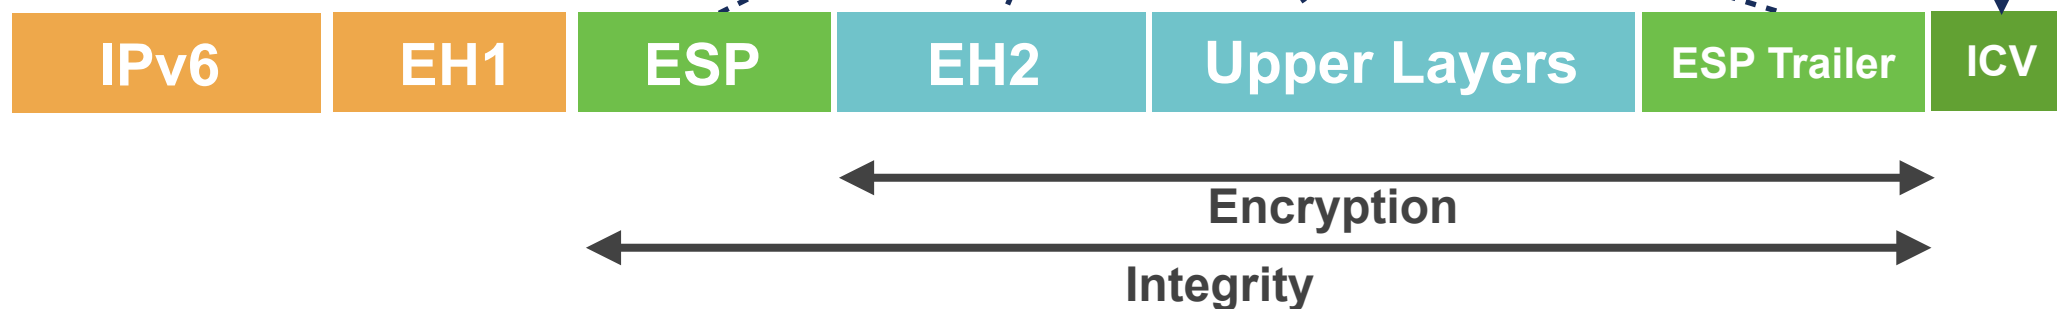 IPv6 EH1 ESP EH2 Upper Layers ESP Trailer ICV
Encryption
Integrity